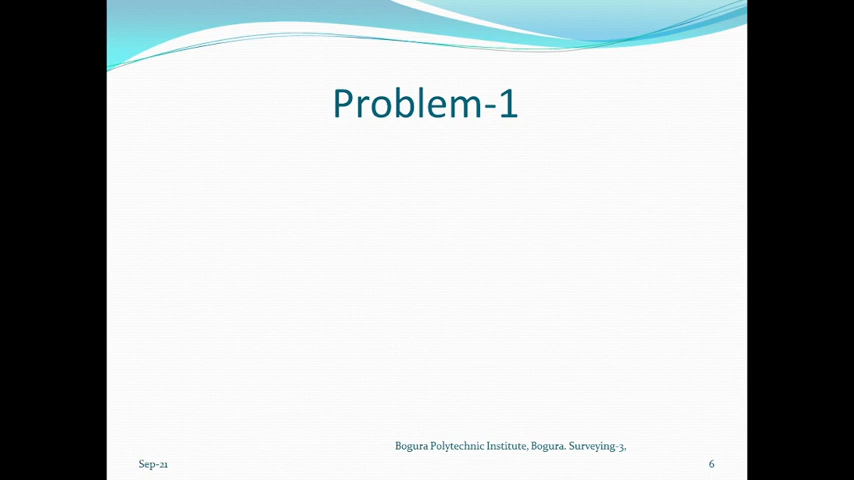 Problem-1
Bogura Polytechnic Institute, Bogura. Surveying-3,
Sep-21
6